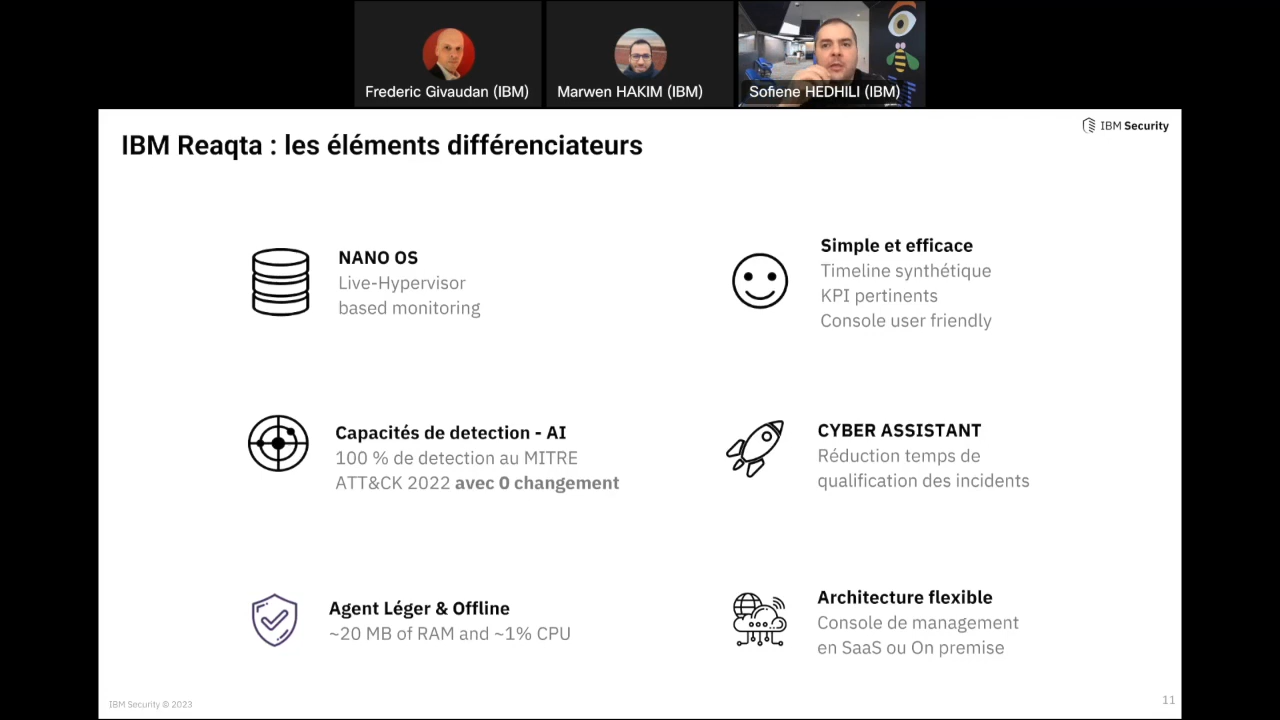 Frederic Givaudan (IBM)
Marwen HAKIM (IBM)
Sofiene HEDHILI (IBM)
IBM Security
IBM Reaqta : les éléments différenciateurs
NANO OS
Live-Hypervisor
based monitoring
Simple et efficace
Timeline synthétique
KPI pertinents
Console user friendly
Capacités de detection - AI
100 % de detection au MITRE
ATT&CK 2022 avec 0 changement
CYBER ASSISTANT
Réduction temps de
qualification des incidents
Agent Léger & Offline
~20 MB of RAM and ~1% CPU
Architecture flexible
Console de management
en SaaS ou On premise
IBM Security © 2023
11